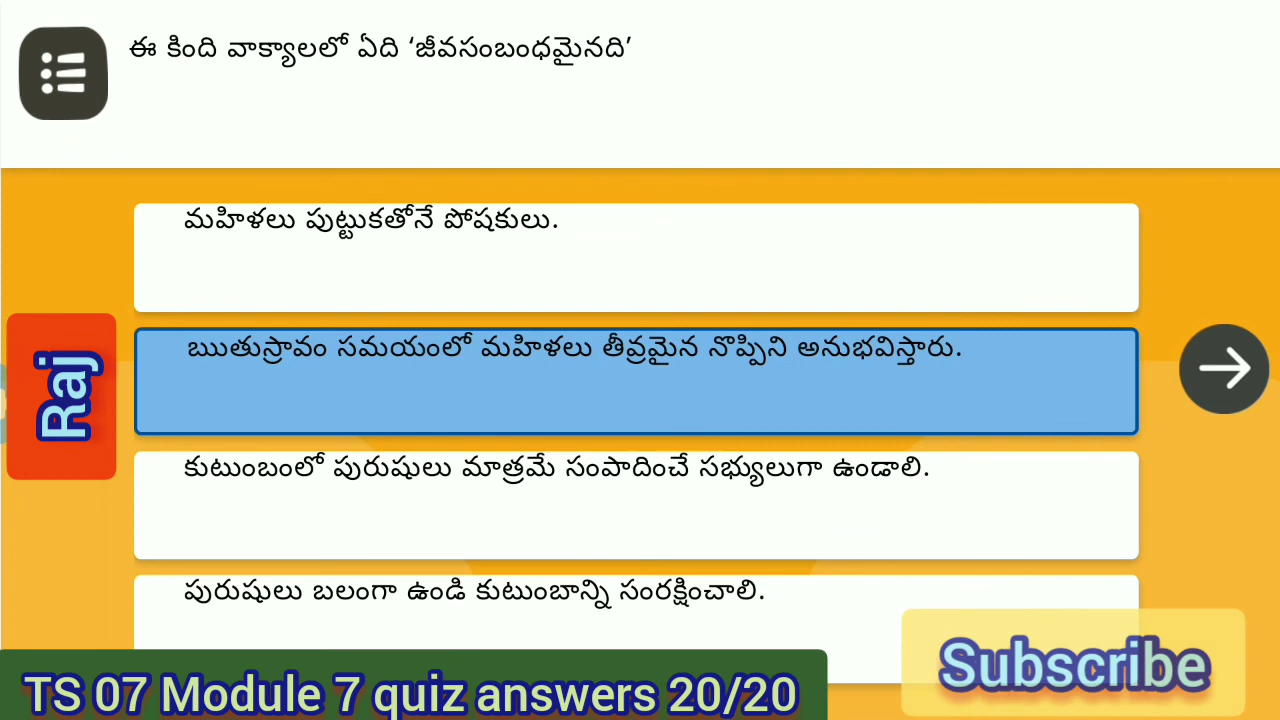 ఈ కింది వాక్యాలలో ఏది ‘జీవసంబంధమైనది’
మహిళలు పుట్టుకతోనే పోషకులు.
ఋతుస్రావం సమయంలో మహిళలు తీవ్రమైన నొప్పిని అనుభవిస్తారు.
Raj
కుటుంబంలో పురుషులు మాత్రమే సంపాదించే సభ్యులుగా ఉండాలి.
పురుషులు బలంగా ఉండి కుటుంబాన్ని సంరక్షించాలి.
Subscribe
TS 07 Module 7 quiz answers 20/20